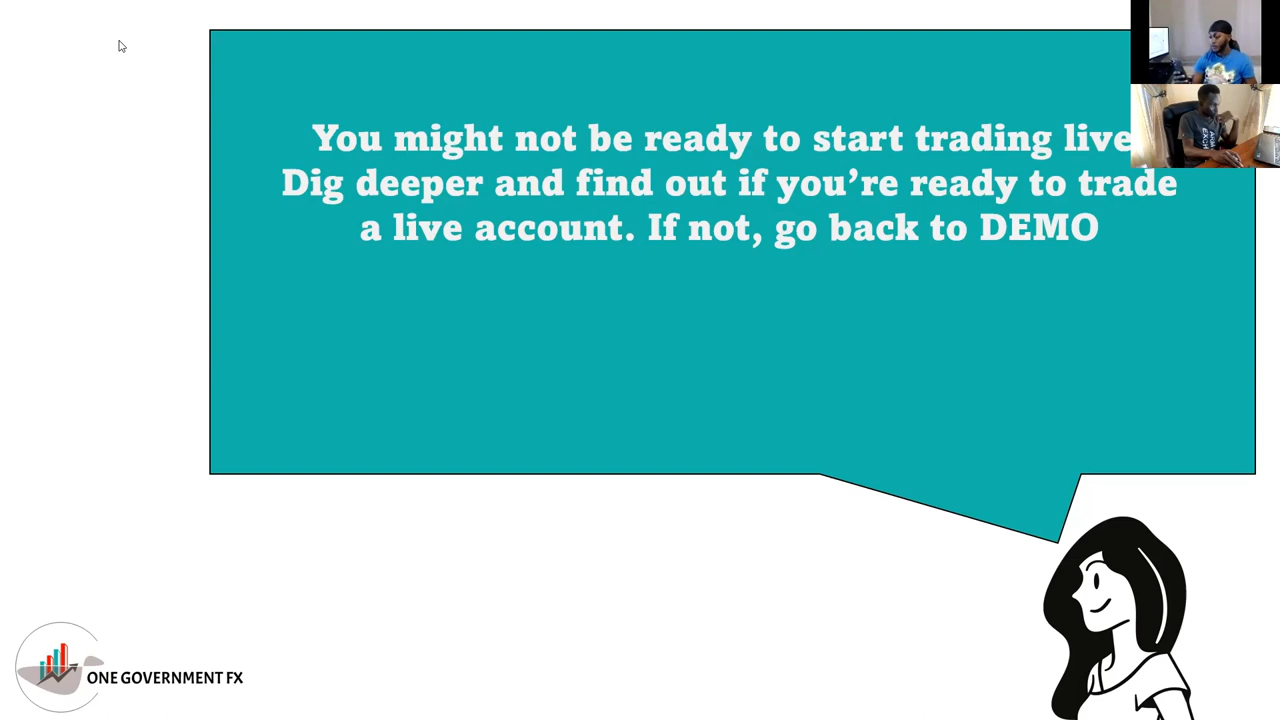 You might not be ready to start trading live
Dig deeper and find out if you're ready to trade
a live account. If not, go back to DEMO
ONE GOVERNMENT FX